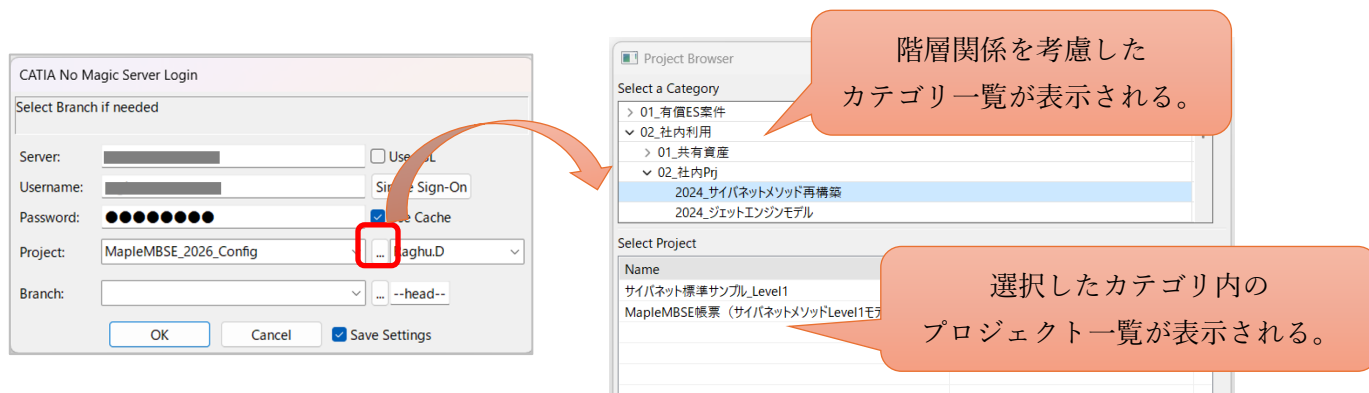 CATIA No Magic Server Login
Select Branch if needed
Server:
Username:
Sign-On
Password:
●●●●●●●●
Cache
Project:
MapleMBSE_2026_Config
...
Raghu.D
Branch:
...
--head--
OK
Cancel
Save Settings
Project Browser
Select a Category
01_有償ES案件
02_社内利用
01_共有資産
02_社内Prj
2024_サイバネットメソッド再構築
2024_ジェットエンジンモデル
Select Project
Name
サイバネット標準サンプル_Level1
MapleMBSE帳票（サイバネットメソッドLevel1モデ
階層関係を考慮した
カテゴリ一覧が表示される。
選択したカテゴリ内の
プロジェクト一覧が表示される。